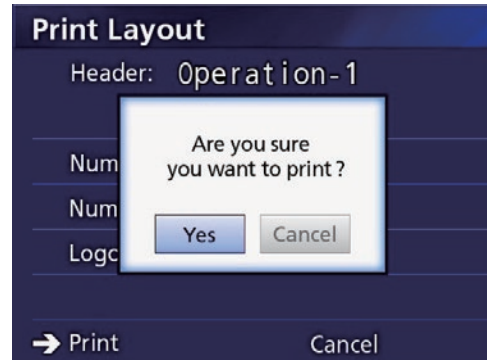 Print Layout
Header: Operation-1
Are you sure
you want to print ?
Num
Num
Yes Cancel
Logo
Print Cancel